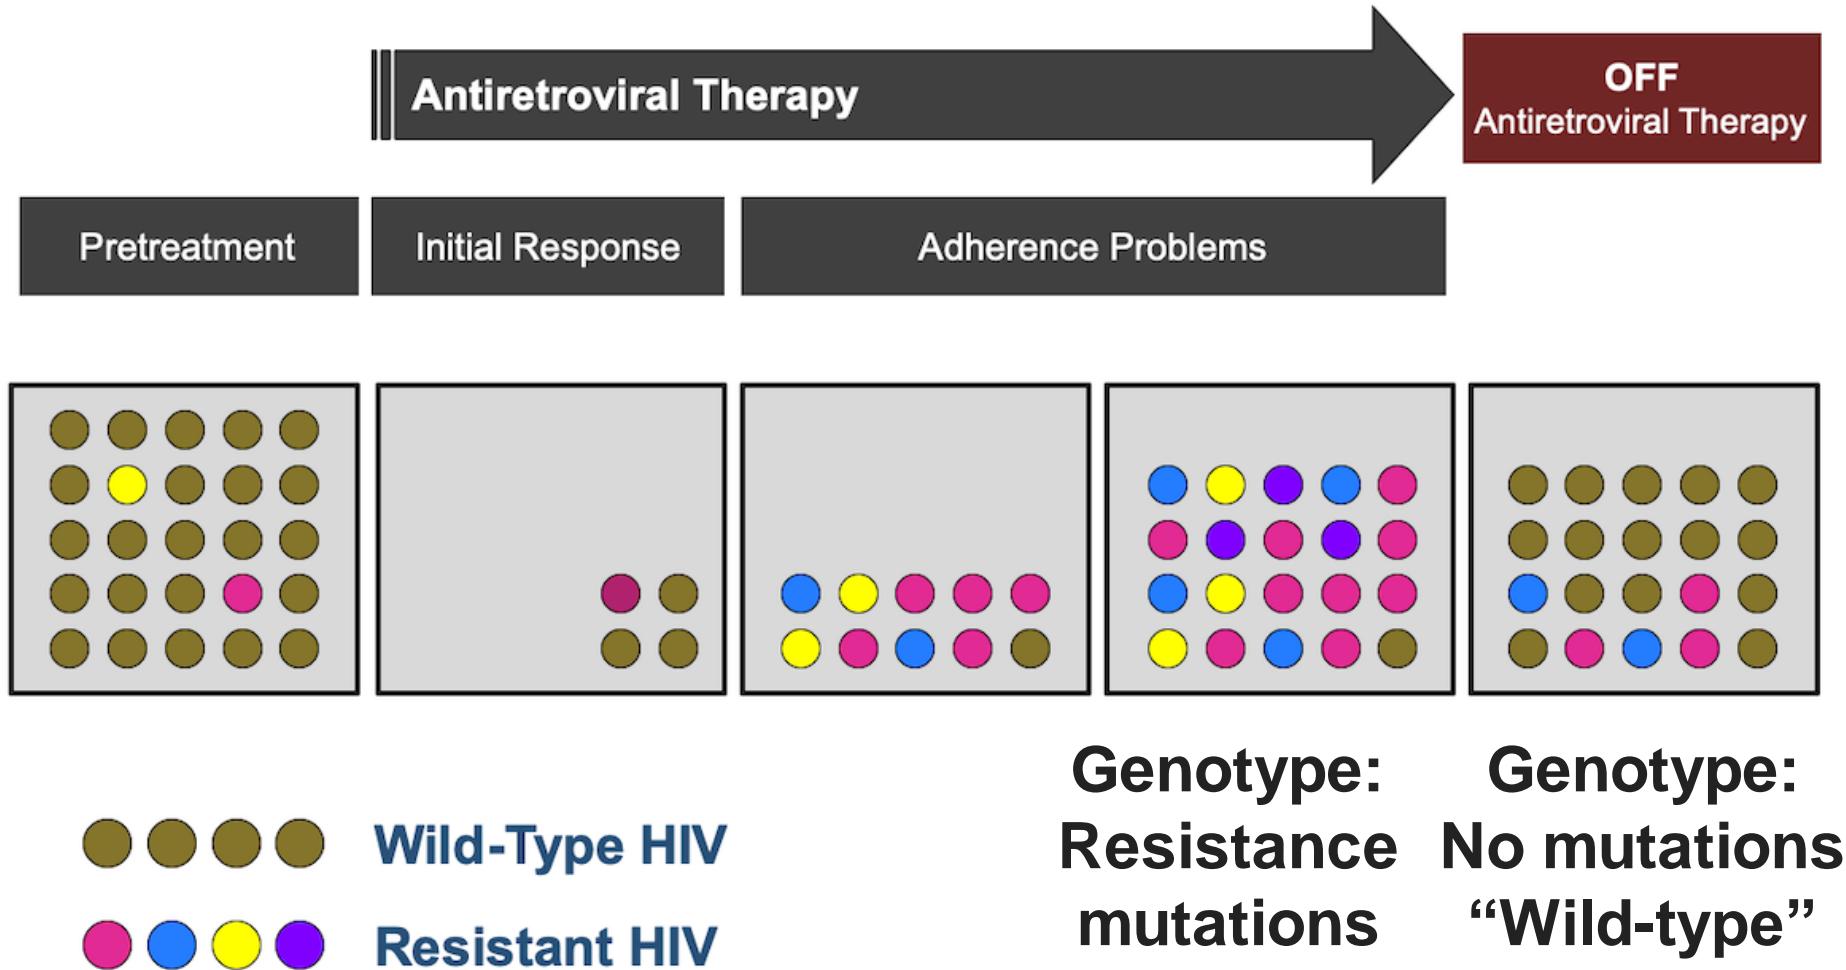 Antiretroviral Therapy
OFF
Antiretroviral Therapy
Pretreatment
Initial Response
Adherence Problems
Genotype:
Resistance
mutations
Genotype:
No mutations
“Wild-type”
Wild-Type HIV
Resistant HIV